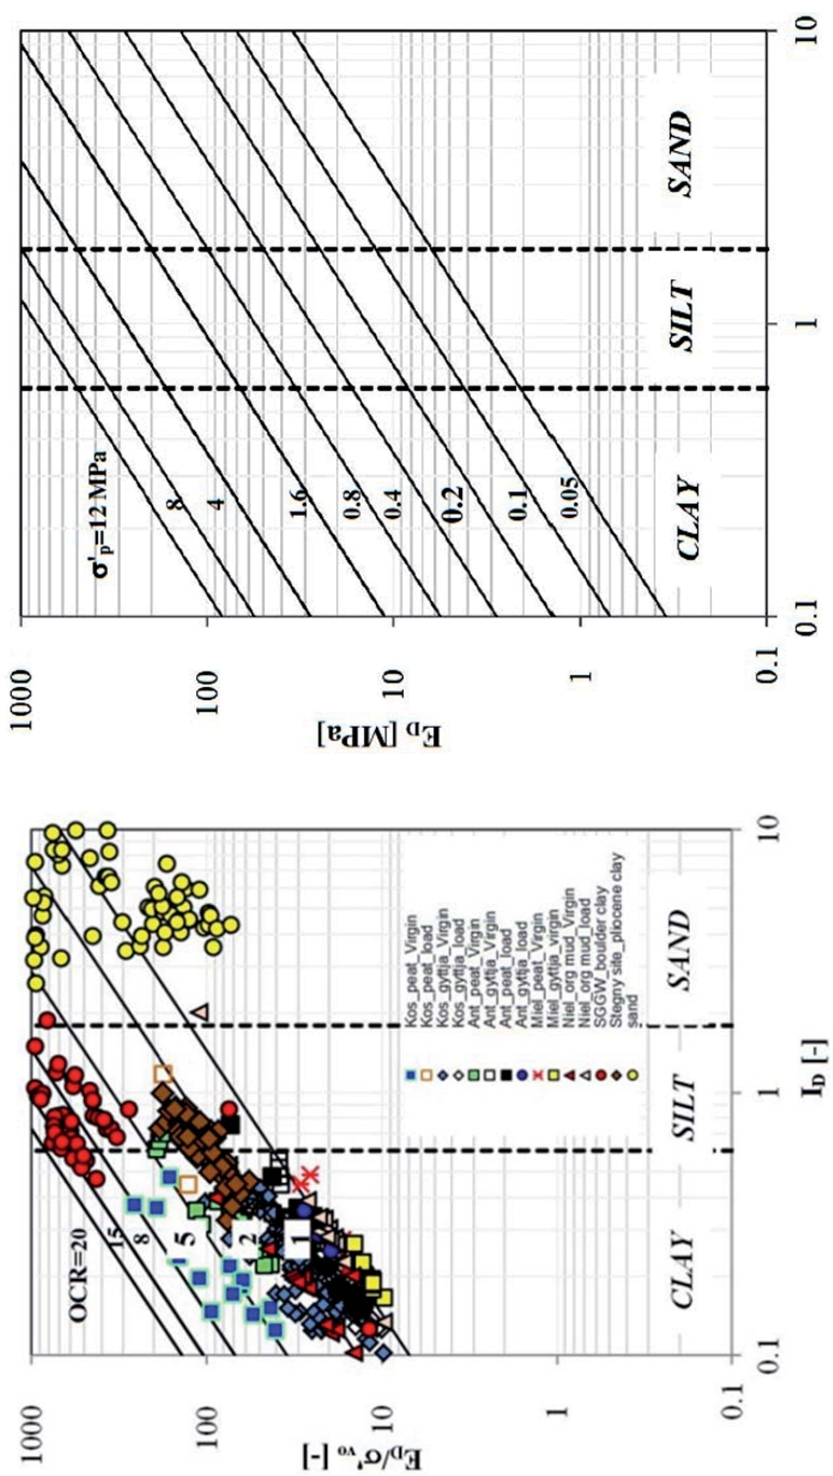 1000
100
10
1
0.1
E_D [MPa]
σ'p=12 MPa
8
4
1.6
0.8
0.4
0.2
0.1
0.05
CLAY
SILT
SAND
0.1
1
10
1000
100
10
1
0.1
E_D/σ'vo [-]
OCR=20
15
8
5
2
1
Kos_peat_Virgin
Kos_peat_load
Kos_gyttja_Virgin
Kos_gyttja_load
Ant_peat_Virgin
Ant_gyttja_Virgin
Ant_peat_load
Ant_gyttja_load
Miel_peat_Virgin
Miel_gyttja_virgin
Niel_org mud_Virgin
Niel_org mud_load
SGGW_boulder clay
Stegny site_pliocene clay
sand
CLAY
SILT
SAND
0.1
1
10
I_D [-]